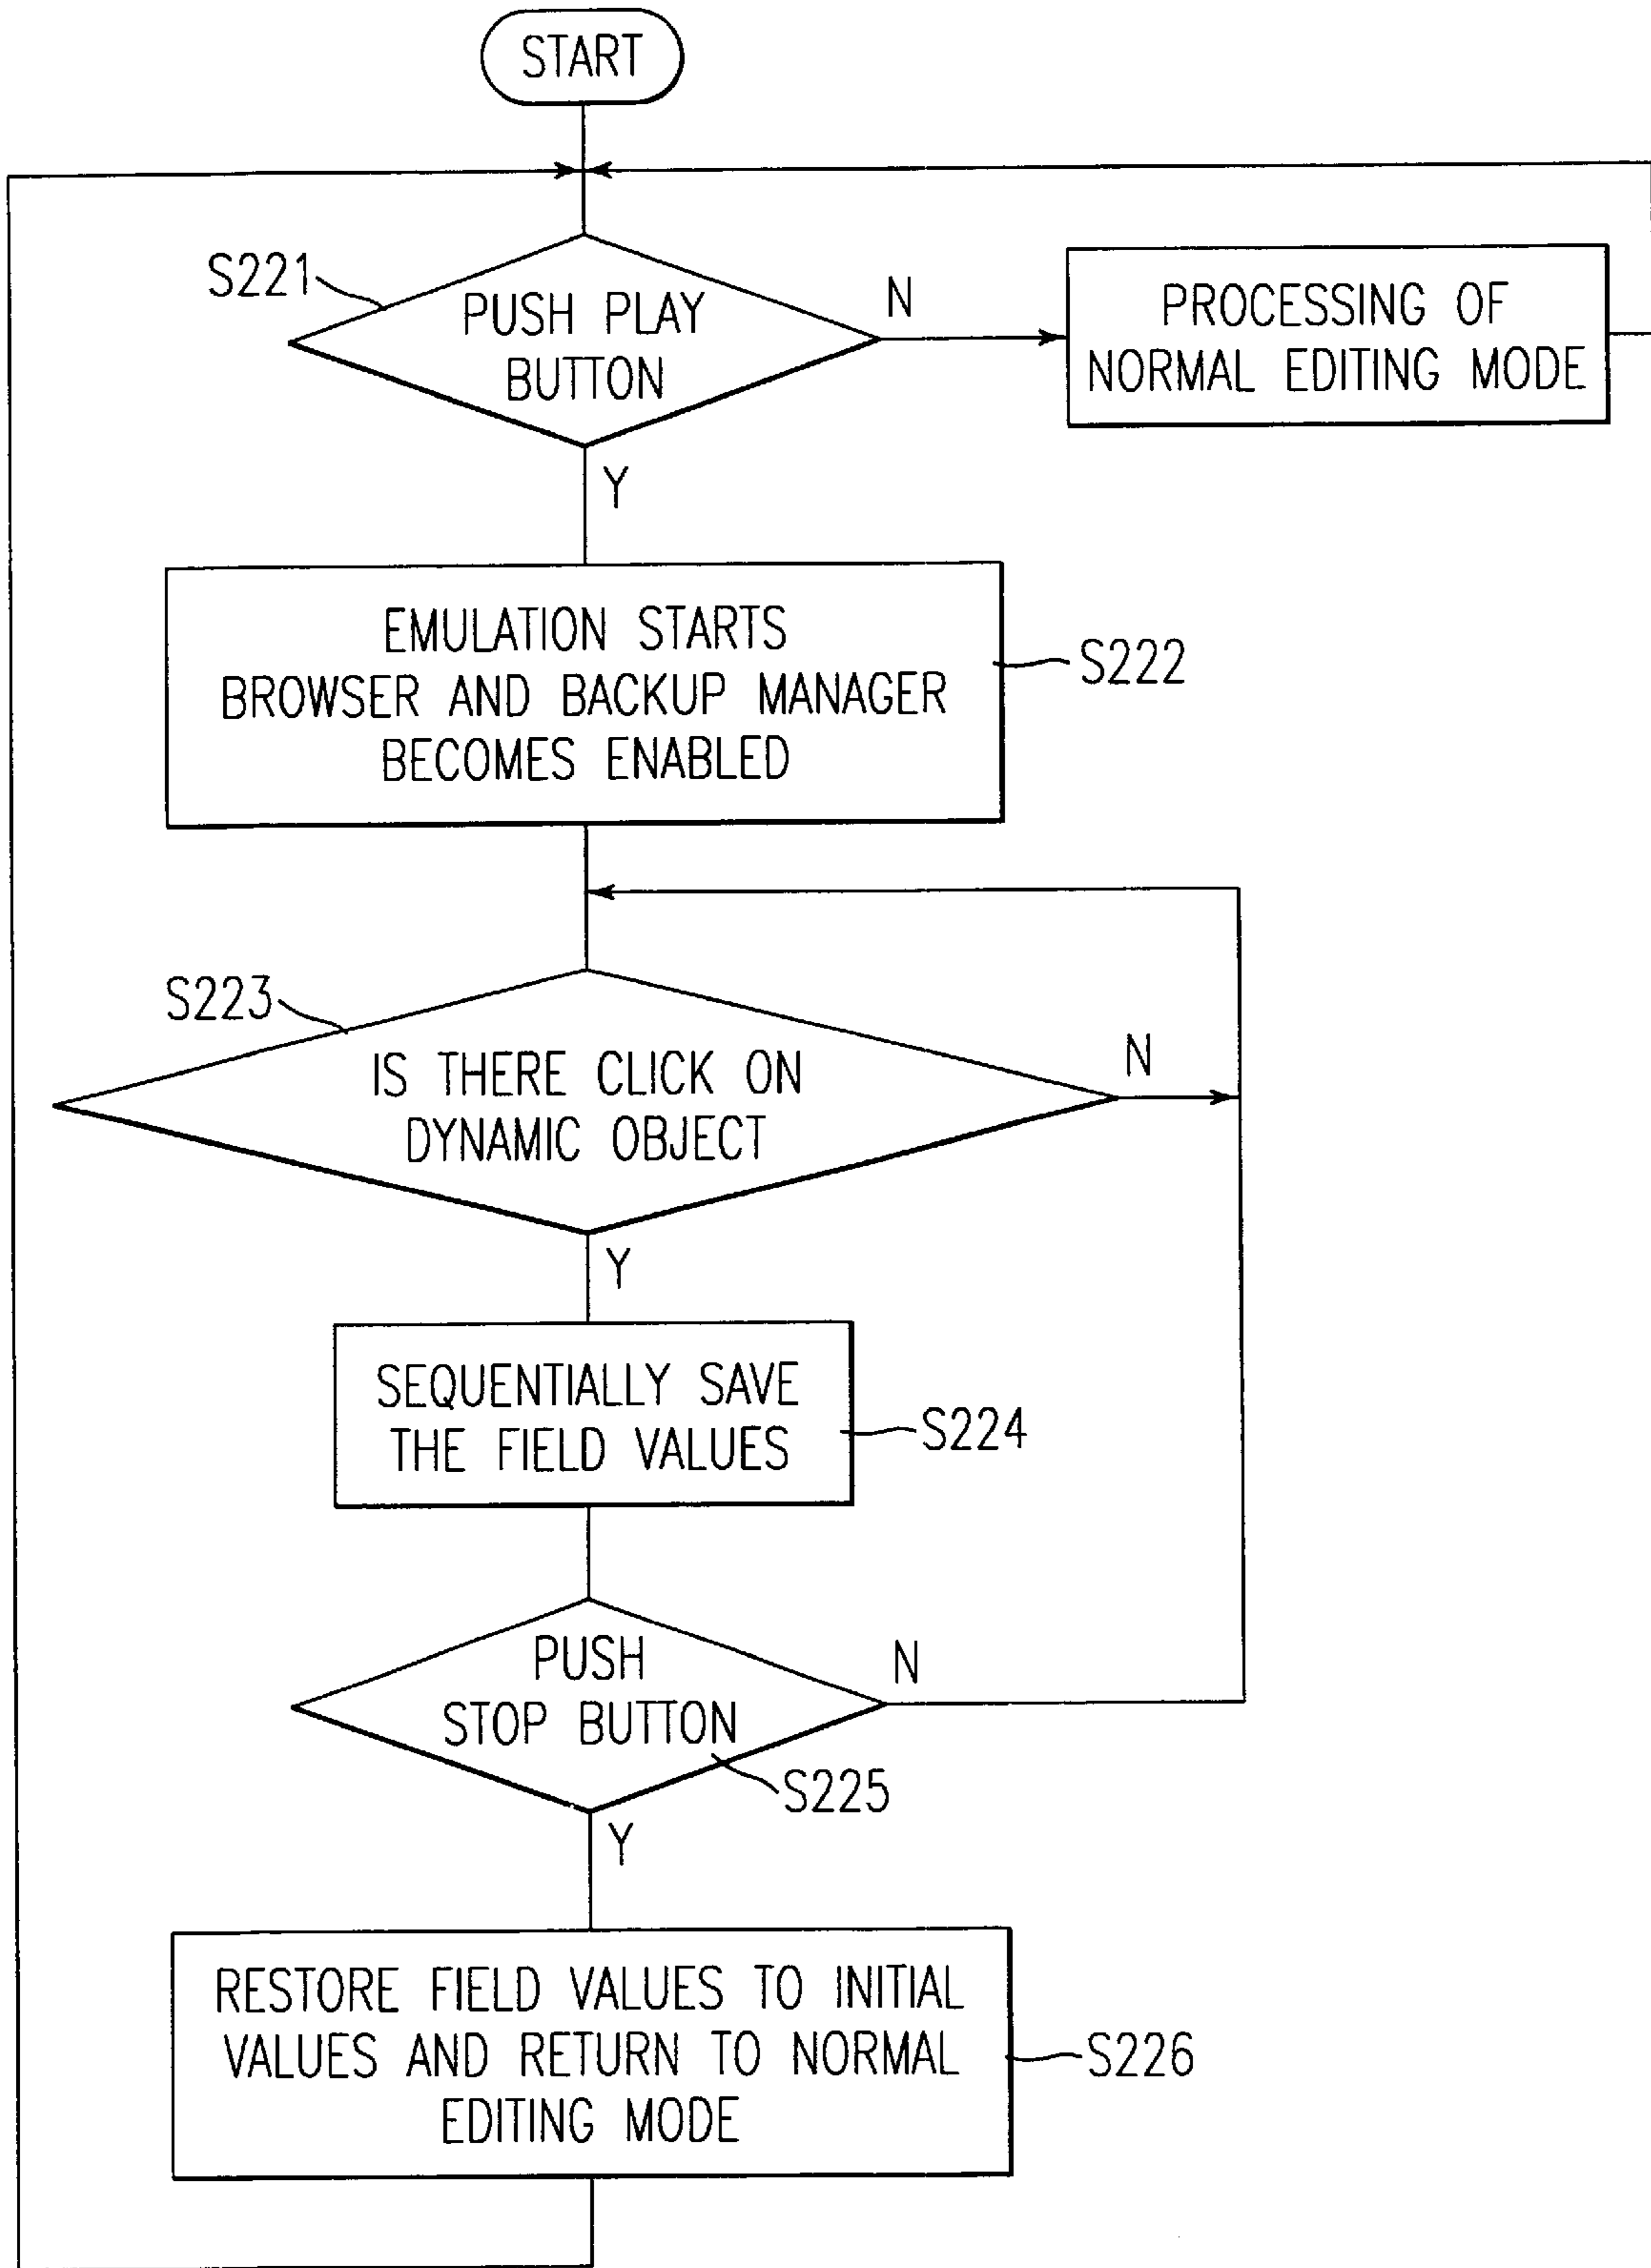 START
S221
PUSH PLAY
BUTTON
N
PROCESSING OF
NORMAL EDITING MODE
Y
EMULATION STARTS
BROWSER AND BACKUP MANAGER
BECOMES ENABLED
S222
S223
IS THERE CLICK ON
DYNAMIC OBJECT
N
Y
SEQUENTIALLY SAVE
THE FIELD VALUES
S224
PUSH
STOP BUTTON
N
S225
Y
RESTORE FIELD VALUES TO INITIAL
VALUES AND RETURN TO NORMAL
EDITING MODE
S226